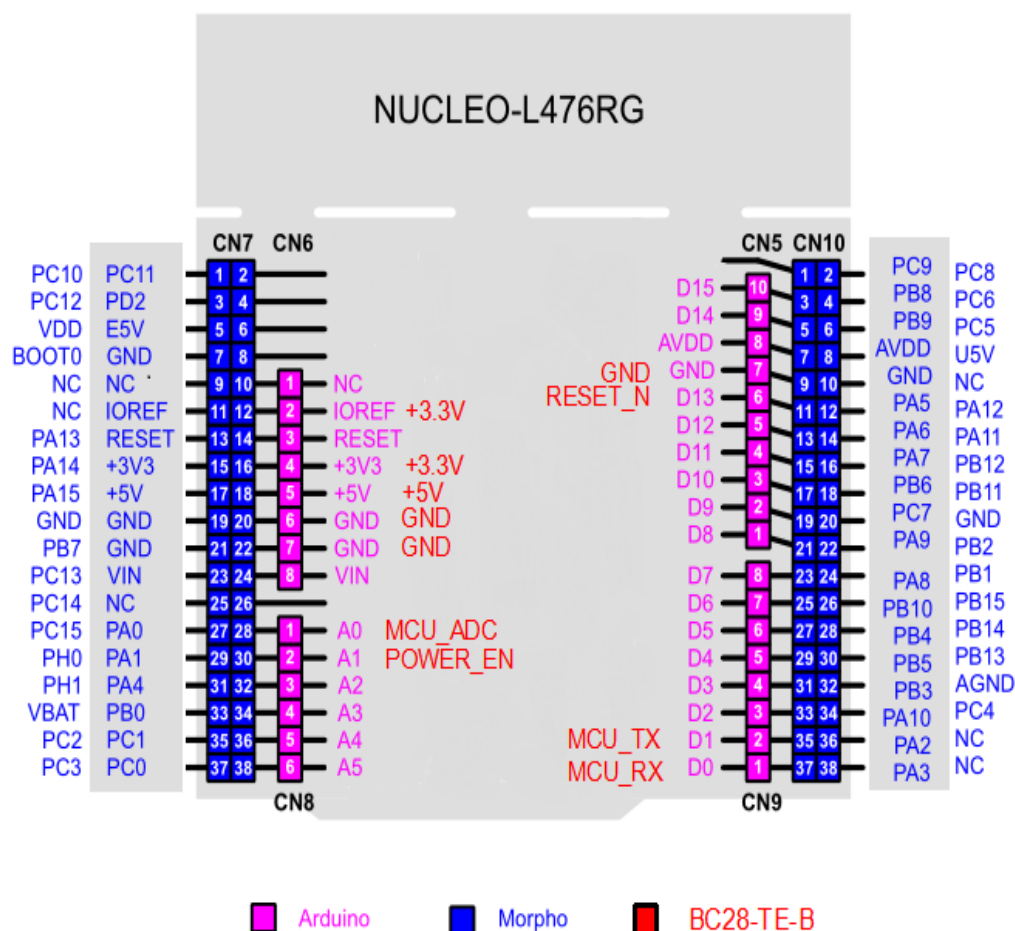 NUCLEO-L476RG
CN7 CN6 CN5 CN10
PC10 PC11 1 2 1 2 PC9 PC8
PC12 PD2 3 4 D15 10 3 4 PB8 PC6
VDD E5V 5 6 D14 9 5 6 PB9 PC5
BOOT0 GND 7 8 AVDD 8 7 8 AVDD U5V
NC NC 9 10 1 NC GND GND 7 9 10 GND NC
NC IOREF 11 12 2 IOREF +3.3V RESET_N D13 6 11 12 PA5 PA12
PA13 RESET 13 14 3 RESET D12 5 13 14 PA6 PA11
PA14 +3V3 15 16 4 +3V3 +3.3V D11 4 15 16 PA7 PB12
PA15 +5V 17 18 5 +5V +5V D10 3 17 18 PB6 PB11
GND GND 19 20 6 GND GND D9 2 19 20 PC7 GND
PB7 GND 21 22 7 GND GND D8 1 21 22 PA9 PB2
PC13 VIN 23 24 8 VIN D7 8 23 24 PA8 PB1
PC14 NC 25 26 D6 7 25 26 PB10 PB15
PC15 PA0 27 28 1 A0 MCU_ADC D5 6 27 28 PB4 PB14
PH0 PA1 29 30 2 A1 POWER_EN D4 5 29 30 PB5 PB13
PH1 PA4 31 32 3 A2 D3 4 31 32 PB3 AGND
VBAT PB0 33 34 4 A3 D2 3 33 34 PA10 PC4
PC2 PC1 35 36 5 A4 MCU_TX D1 2 35 36 PA2 NC
PC3 PC0 37 38 6 A5 MCU_RX D0 1 37 38 PA3 NC
CN8 CN9
Arduino Morpho BC28-TE-B